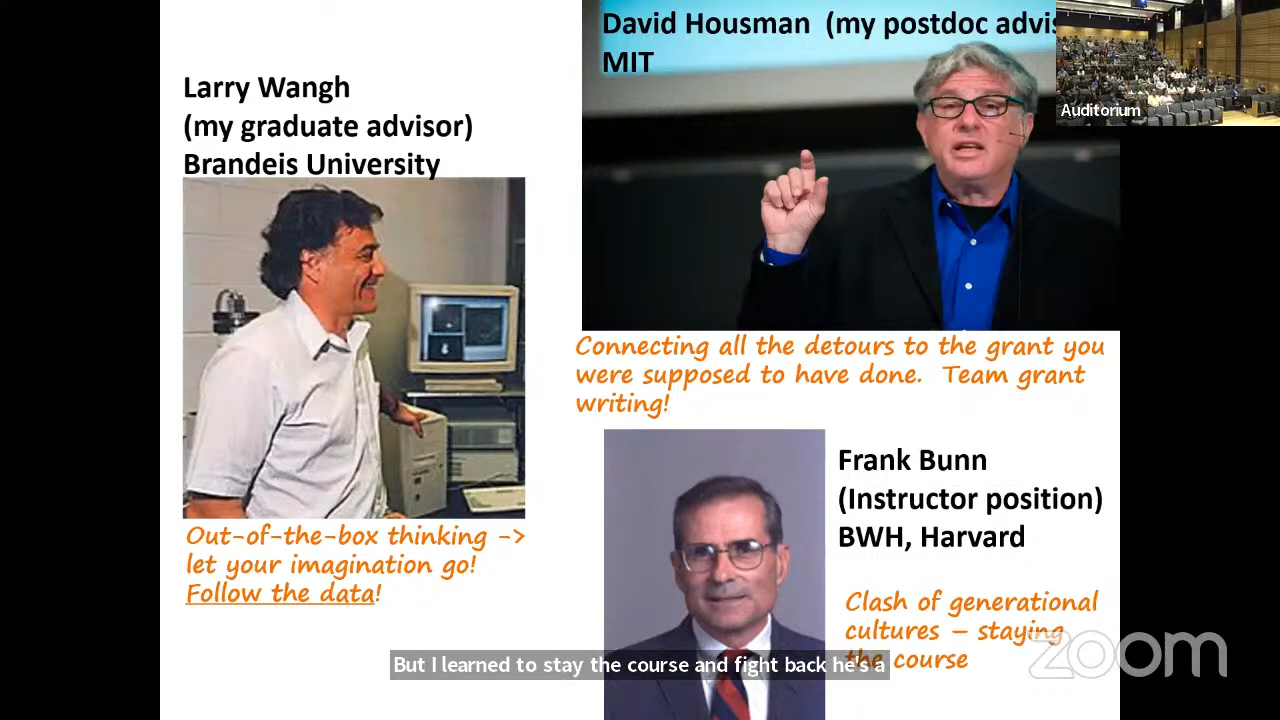 Larry Wangh
(my graduate advisor)
Brandeis University
Out-of-the-box thinking ->
let your imagination go!
Follow the data!
David Housman (my postdoc advis
MIT
Auditorium
Connecting all the detours to the grant you
were supposed to have done. Team grant
writing!
Frank Bunn
(Instructor position)
BWH, Harvard
Clash of generational
cultures – staying
the course
But I learned to stay the course and fight back he's a
zoom